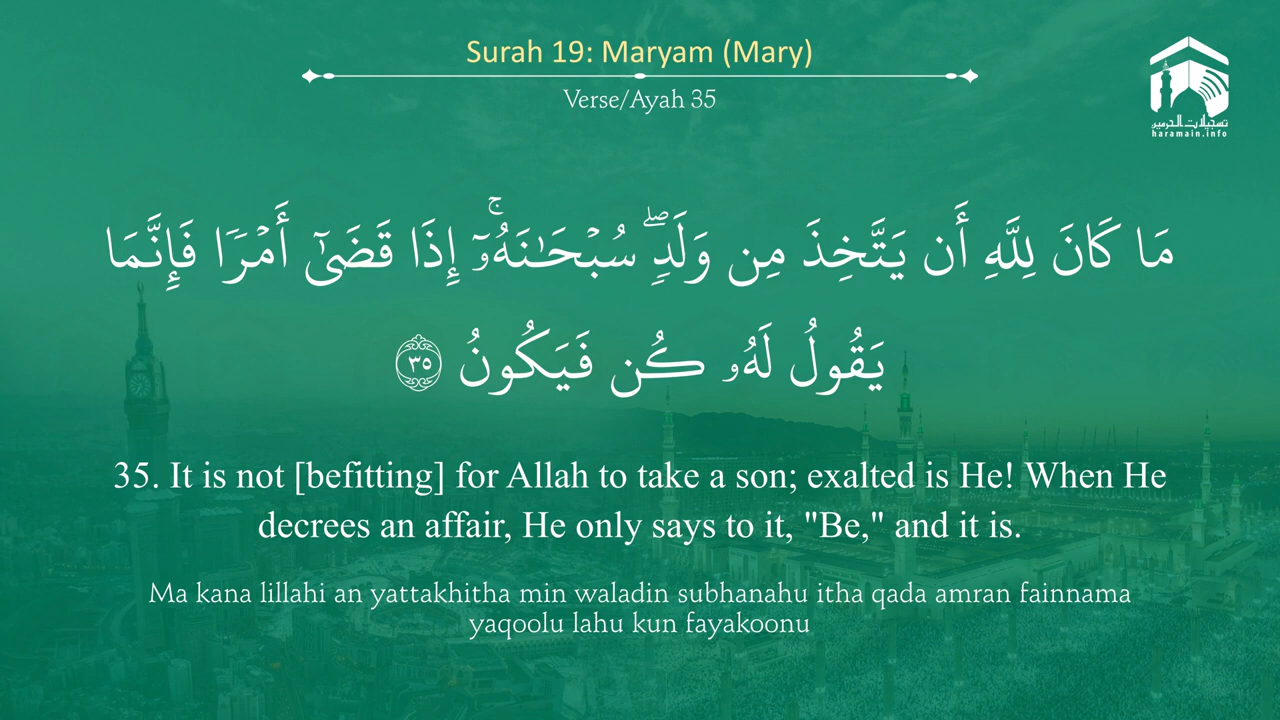 Surah 19: Maryam (Mary)
Verse/Ayah 35
تسجيلات الحرمين
haramain.info
مَا كَانَ لِلَّهِ أَن يَتَّخِذَ مِن وَلَدٍۖ سُبْحَـٰنَهُۥٓۚ إِذَا قَضَىٰٓ أَمْرًا فَإِنَّمَا
يَقُولُ لَهُۥ كُن فَيَكُونُ ٣٥
35. It is not [befitting] for Allah to take a son; exalted is He! When He
decrees an affair, He only says to it, "Be," and it is.
Ma kana lillahi an yattakhitha min waladin subhanahu itha qada amran fainnama
yaqoolu lahu kun fayakoonu